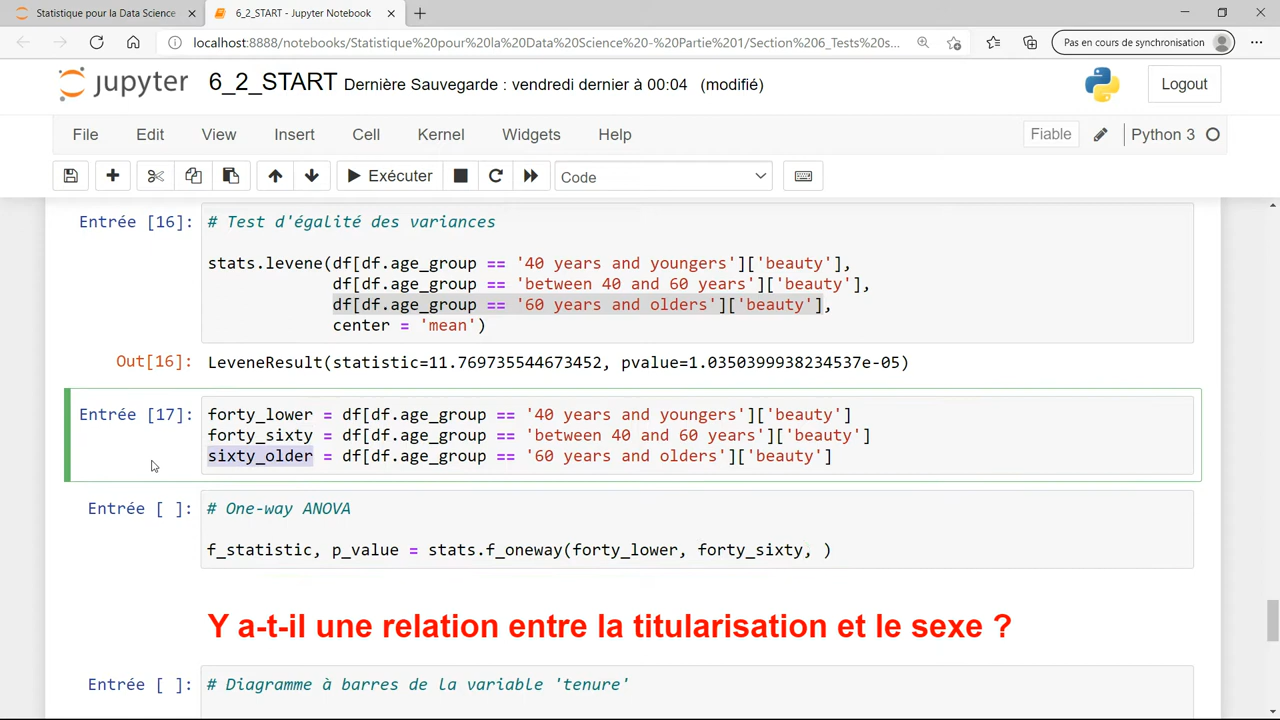 Statistique pour la Data Science
6_2_START - Jupyter Notebook
localhost:8888/notebooks/Statistique%20pour%20la%20Data%20Science%20-%20Partie%201/Section%206_Tests%20s...
Pas en cours de synchronisation
jupyter 6_2_START Dernière Sauvegarde : vendredi dernier à 00:04 (modifié)
Logout
File Edit View Insert Cell Kernel Widgets Help
Fiable Python 3
Exécuter Code
Entrée [16]: # Test d'égalité des variances
stats.levene(df[df.age_group == '40 years and youngers']['beauty'],
df[df.age_group == 'between 40 and 60 years']['beauty'],
df[df.age_group == '60 years and olders']['beauty'],
center = 'mean')
Out[16]: LeveneResult(statistic=11.769735544673452, pvalue=1.0350399938234537e-05)
Entrée [17]: forty_lower = df[df.age_group == '40 years and youngers']['beauty']
forty_sixty = df[df.age_group == 'between 40 and 60 years']['beauty']
sixty_older = df[df.age_group == '60 years and olders']['beauty']
Entrée [ ]: # One-way ANOVA
f_statistic, p_value = stats.f_oneway(forty_lower, forty_sixty, )
Y a-t-il une relation entre la titularisation et le sexe ?
Entrée [ ]: # Diagramme à barres de la variable 'tenure'